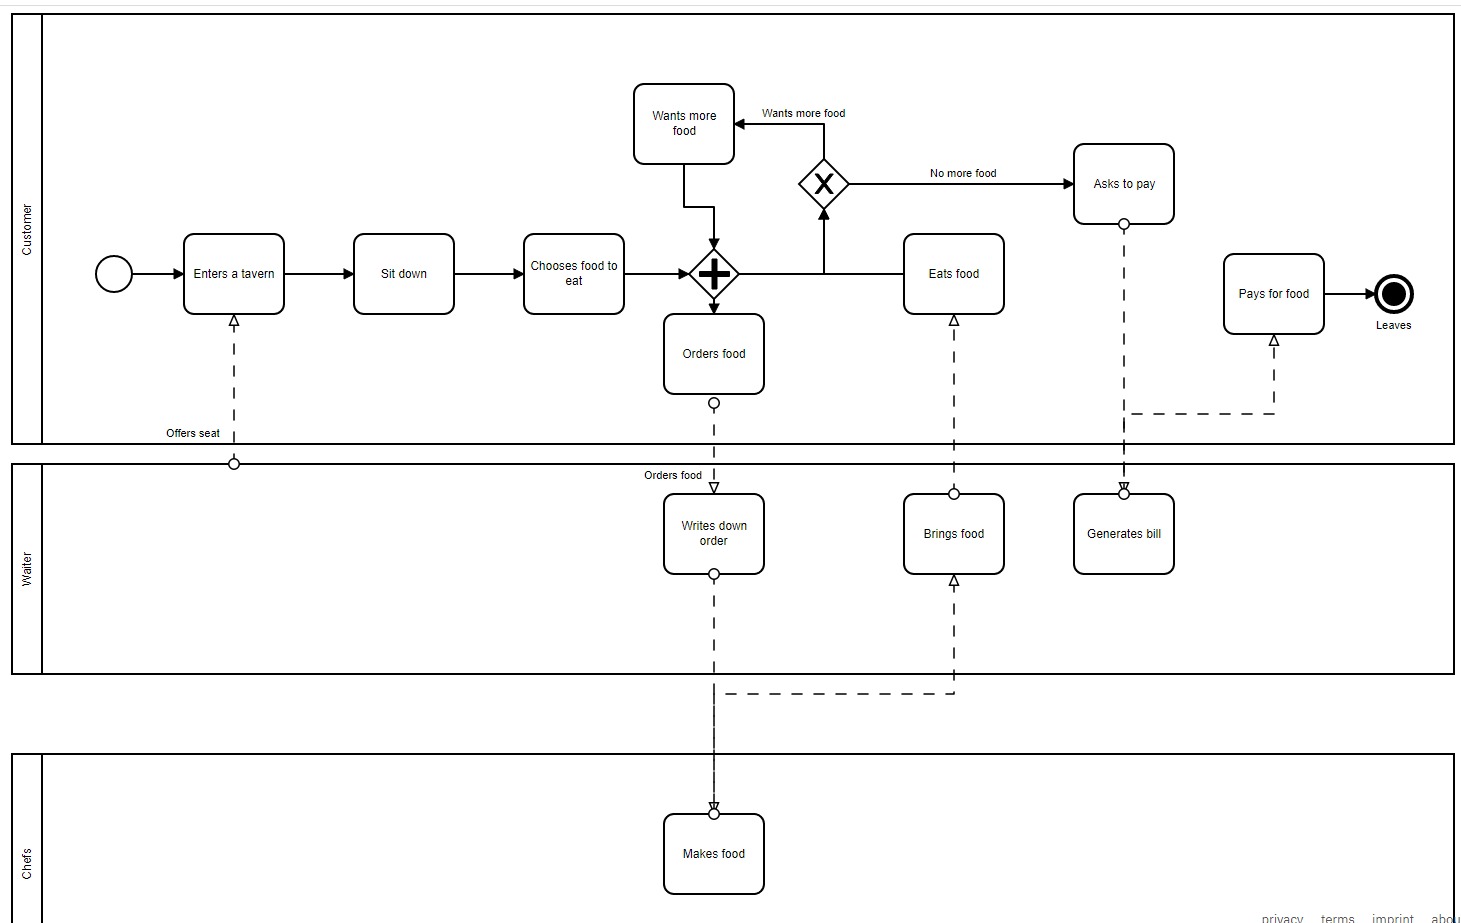 Customer
Wants more
food
Wants more food
No more food
Asks to pay
Enters a tavern
Sit down
Chooses food to
eat
Eats food
Pays for food
Leaves
Orders food
Offers seat
Waiter
Orders food
Writes down
order
Brings food
Generates bill
Chefs
Makes food
privacy terms imprint abou